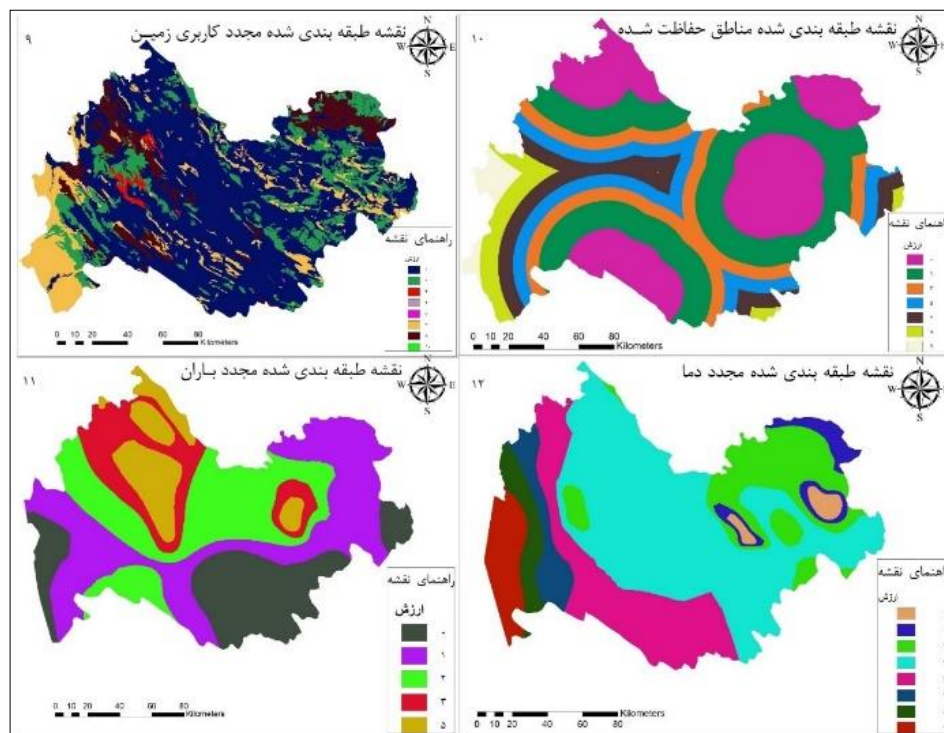 نقشه طبقه بندی شده مجدد کاربری زمین
۹
N
W E
S
راهنمای نقشه
ارزش
0 10 20 40 60 80
Kilometers
نقشه طبقه بندی شده مناطق حفاظت شده
۱۰
N
W
S
راهنمای نقشه
ارزش
0 10 20 40 60 80
Kilometers
نقشه طبقه بندی شده مجدد باران
۱۱
N
W E
S
راهنمای نقشه
ارزش
۰
۱
۲
۳
۵
0 10 20 40 60 80
Kilometers
نقشه طبقه بندی شده مجدد دما
۱۲
N
W
S
راهنمای نقشه
ارزش
0 10 20 40 60 80
Kilometers